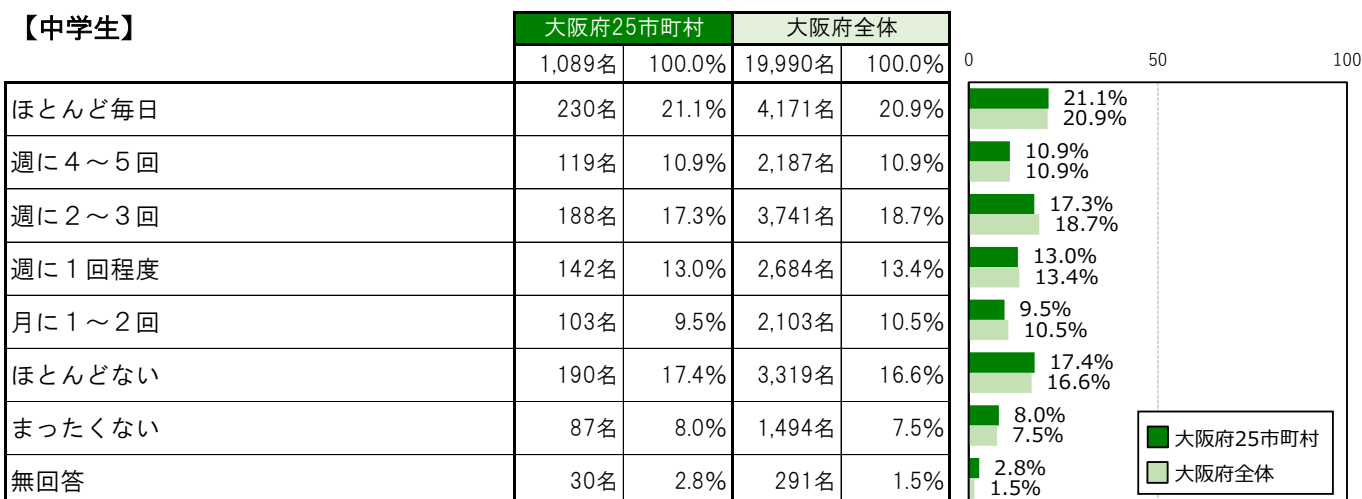 【中学生】
大阪府25市町村 大阪府全体
1,089名 100.0% 19,990名 100.0%
ほとんど毎日 230名 21.1% 4,171名 20.9%
週に４～５回 119名 10.9% 2,187名 10.9%
週に２～３回 188名 17.3% 3,741名 18.7%
週に１回程度 142名 13.0% 2,684名 13.4%
月に１～２回 103名 9.5% 2,103名 10.5%
ほとんどない 190名 17.4% 3,319名 16.6%
まったくない 87名 8.0% 1,494名 7.5%
無回答 30名 2.8% 291名 1.5%
0 50 100
21.1%
20.9%
10.9%
10.9%
17.3%
18.7%
13.0%
13.4%
9.5%
10.5%
17.4%
16.6%
8.0%
7.5%
2.8%
1.5%
大阪府25市町村
大阪府全体